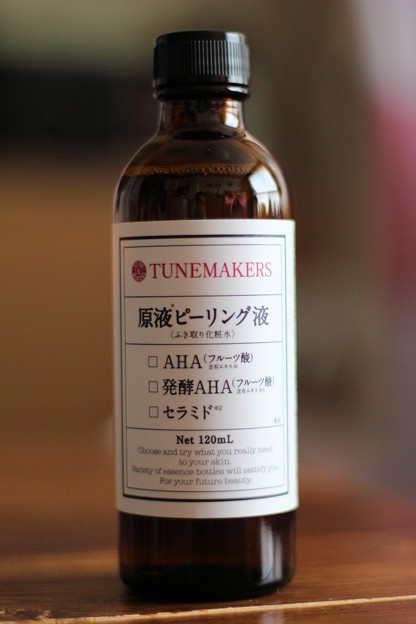 TUNEMAKERS
原液*ピーリング液
(ふき取り化粧水)
□ AHA(フルーツ酸)
□ 発酵AHA(フルーツ酸)
□ セラミド※2
Net 120mL
Choose and try what you really need
to your skin.
Variety of essence bottles will satisfy you.
For your future beauty.